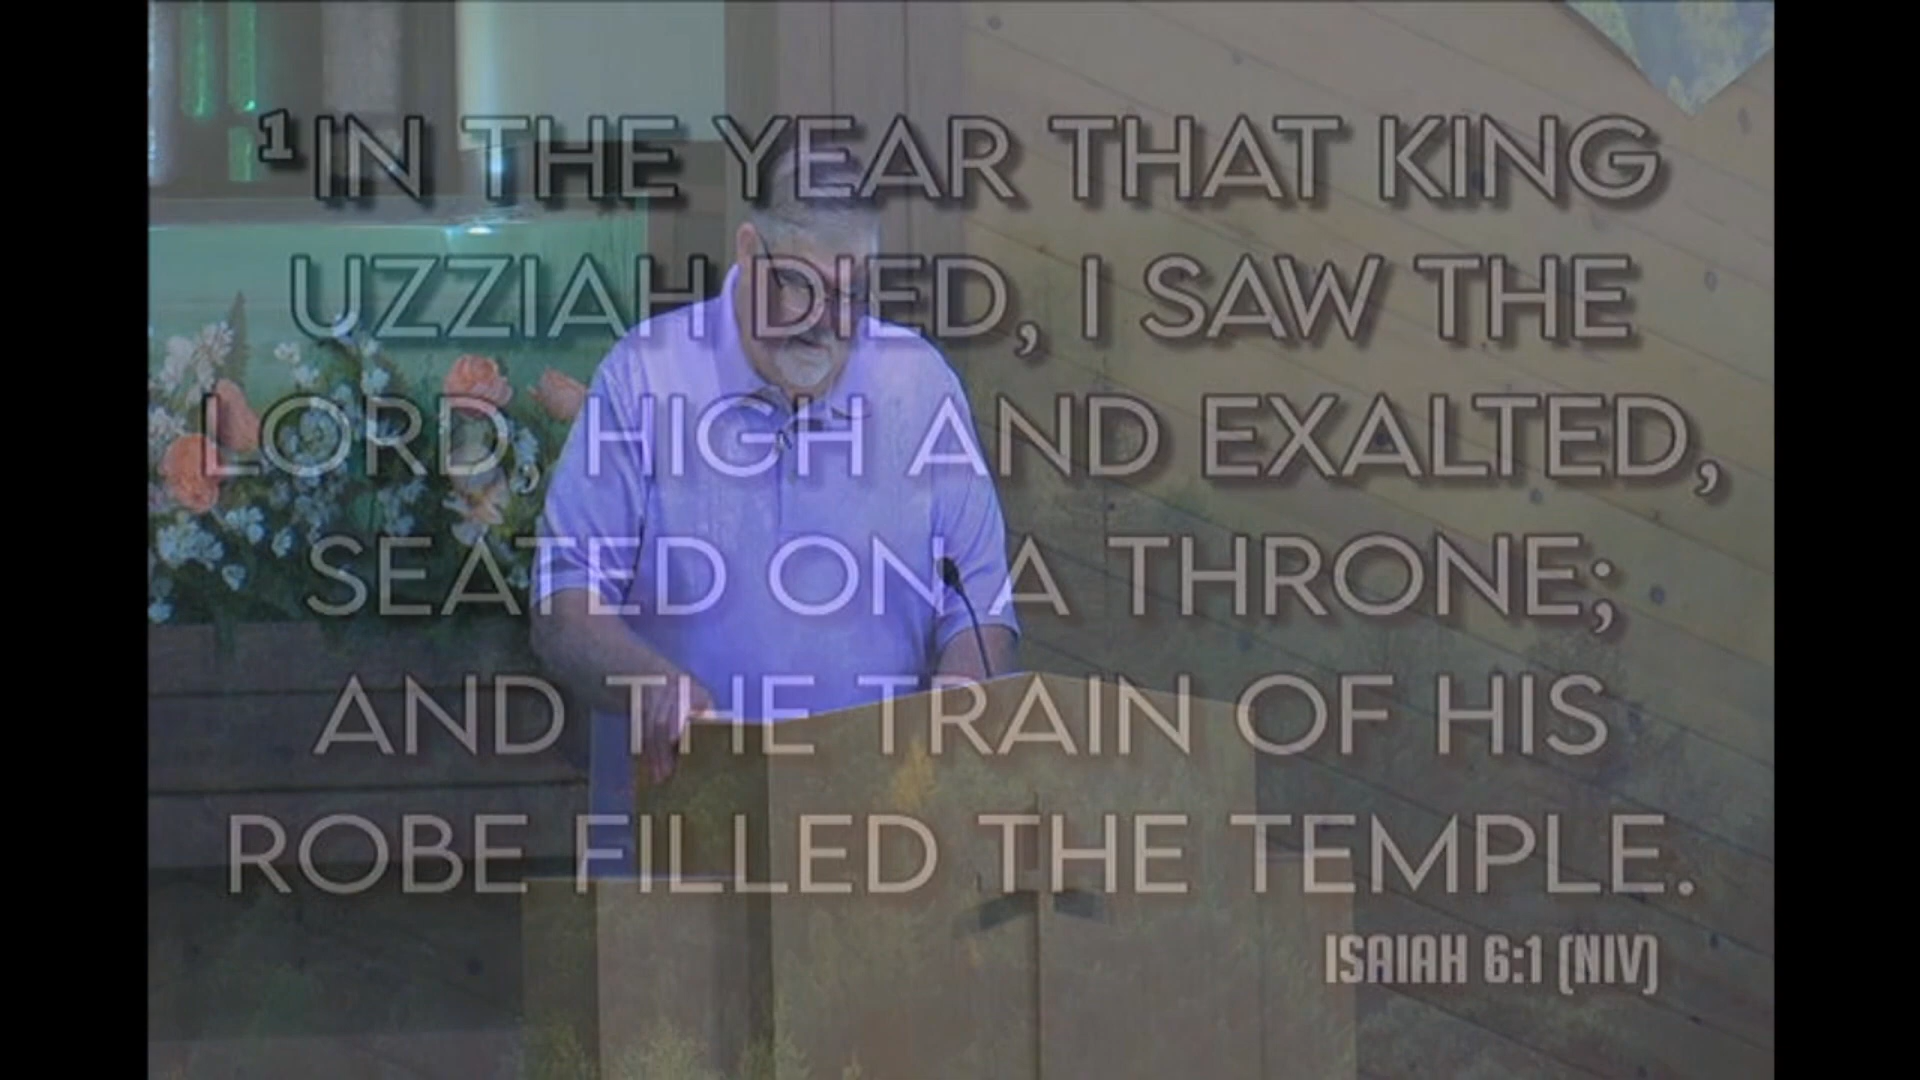 ¹IN THE YEAR THAT KING
UZZIAH DIED, I SAW THE
LORD, HIGH AND EXALTED,
SEATED ON A THRONE;
AND THE TRAIN OF HIS
ROBE FILLED THE TEMPLE.
ISAIAH 6:1 (NIV)